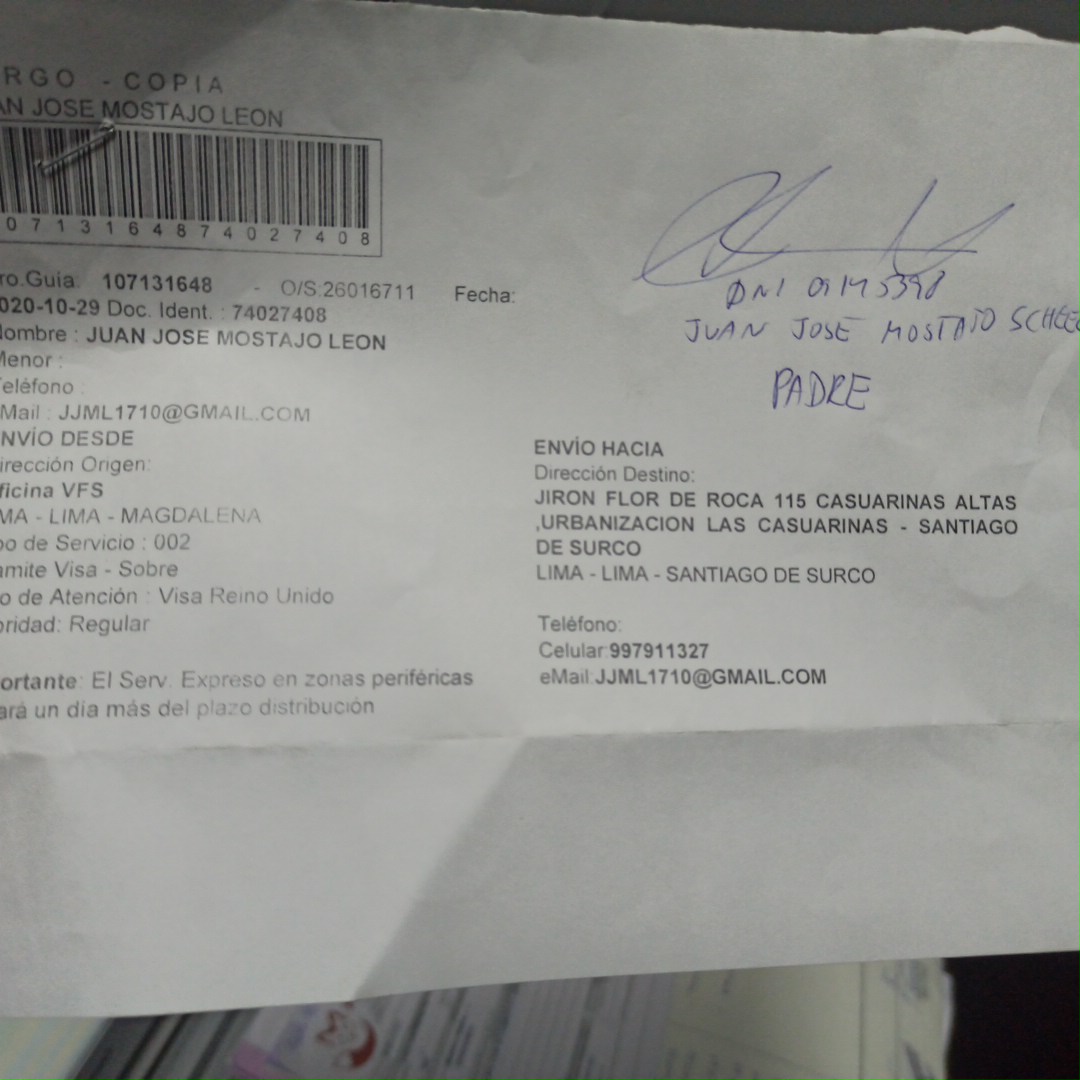 RGO - COPIA
AN JOSE MOSTAJO LEON
0713164874027408
ro.Guía: 107131648 - O/S:26016711 Fecha:
020-10-29 Doc. Ident. : 74027408
Nombre : JUAN JOSE MOSTAJO LEON
Menor :
Teléfono :
Mail : JJML1710@GMAIL.COM
NVÍO DESDE
irección Origen:
ficina VFS
MA - LIMA - MAGDALENA
po de Servicio : 002
amite Visa - Sobre
o de Atención : Visa Reino Unido
oridad: Regular
ortante: El Serv. Expreso en zonas periféricas
ará un día más del plazo distribución
DNI 09145398
JUAN JOSE MOSTAJO
PADRE
ENVÍO HACIA
Dirección Destino:
JIRON FLOR DE ROCA 115 CASUARINAS ALTAS
,URBANIZACION LAS CASUARINAS - SANTIAGO
DE SURCO
LIMA - LIMA - SANTIAGO DE SURCO
Teléfono:
Celular:997911327
eMail:JJML1710@GMAIL.COM